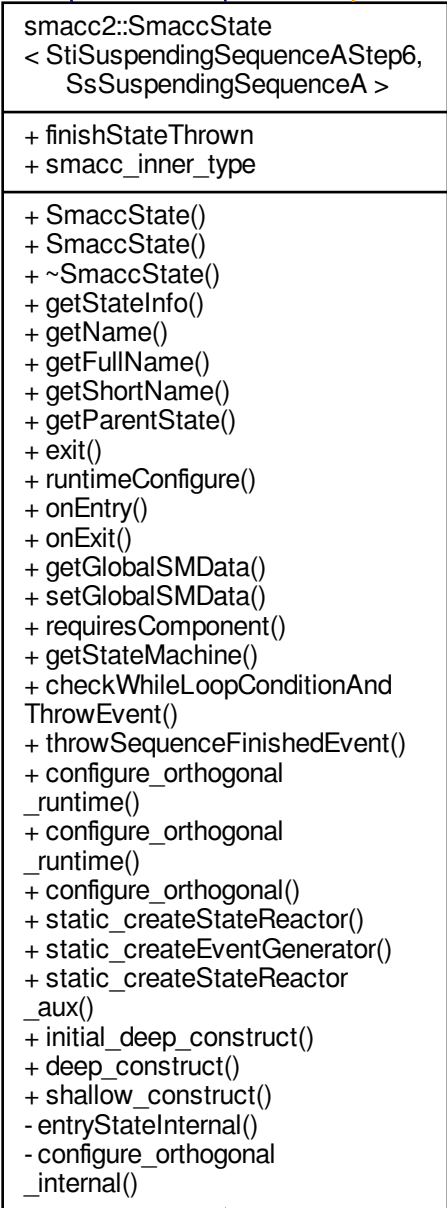 smacc2::SmaccState
< StiSuspendingSequenceAStep6,
SsSuspendingSequenceA >
+ finishStateThrown
+ smacc_inner_type
+ SmaccState()
+ SmaccState()
+ ~SmaccState()
+ getStateInfo()
+ getName()
+ getFullName()
+ getShortName()
+ getParentState()
+ exit()
+ runtimeConfigure()
+ onEntry()
+ onExit()
+ getGlobalSMData()
+ setGlobalSMData()
+ requiresComponent()
+ getStateMachine()
+ checkWhileLoopConditionAnd
ThrowEvent()
+ throwSequenceFinishedEvent()
+ configure_orthogonal
_runtime()
+ configure_orthogonal
_runtime()
+ configure_orthogonal()
+ static_createStateReactor()
+ static_createEventGenerator()
+ static_createStateReactor
_aux()
+ initial_deep_construct()
+ deep_construct()
+ shallow_construct()
- entryStateInternal()
- configure_orthogonal
_internal()